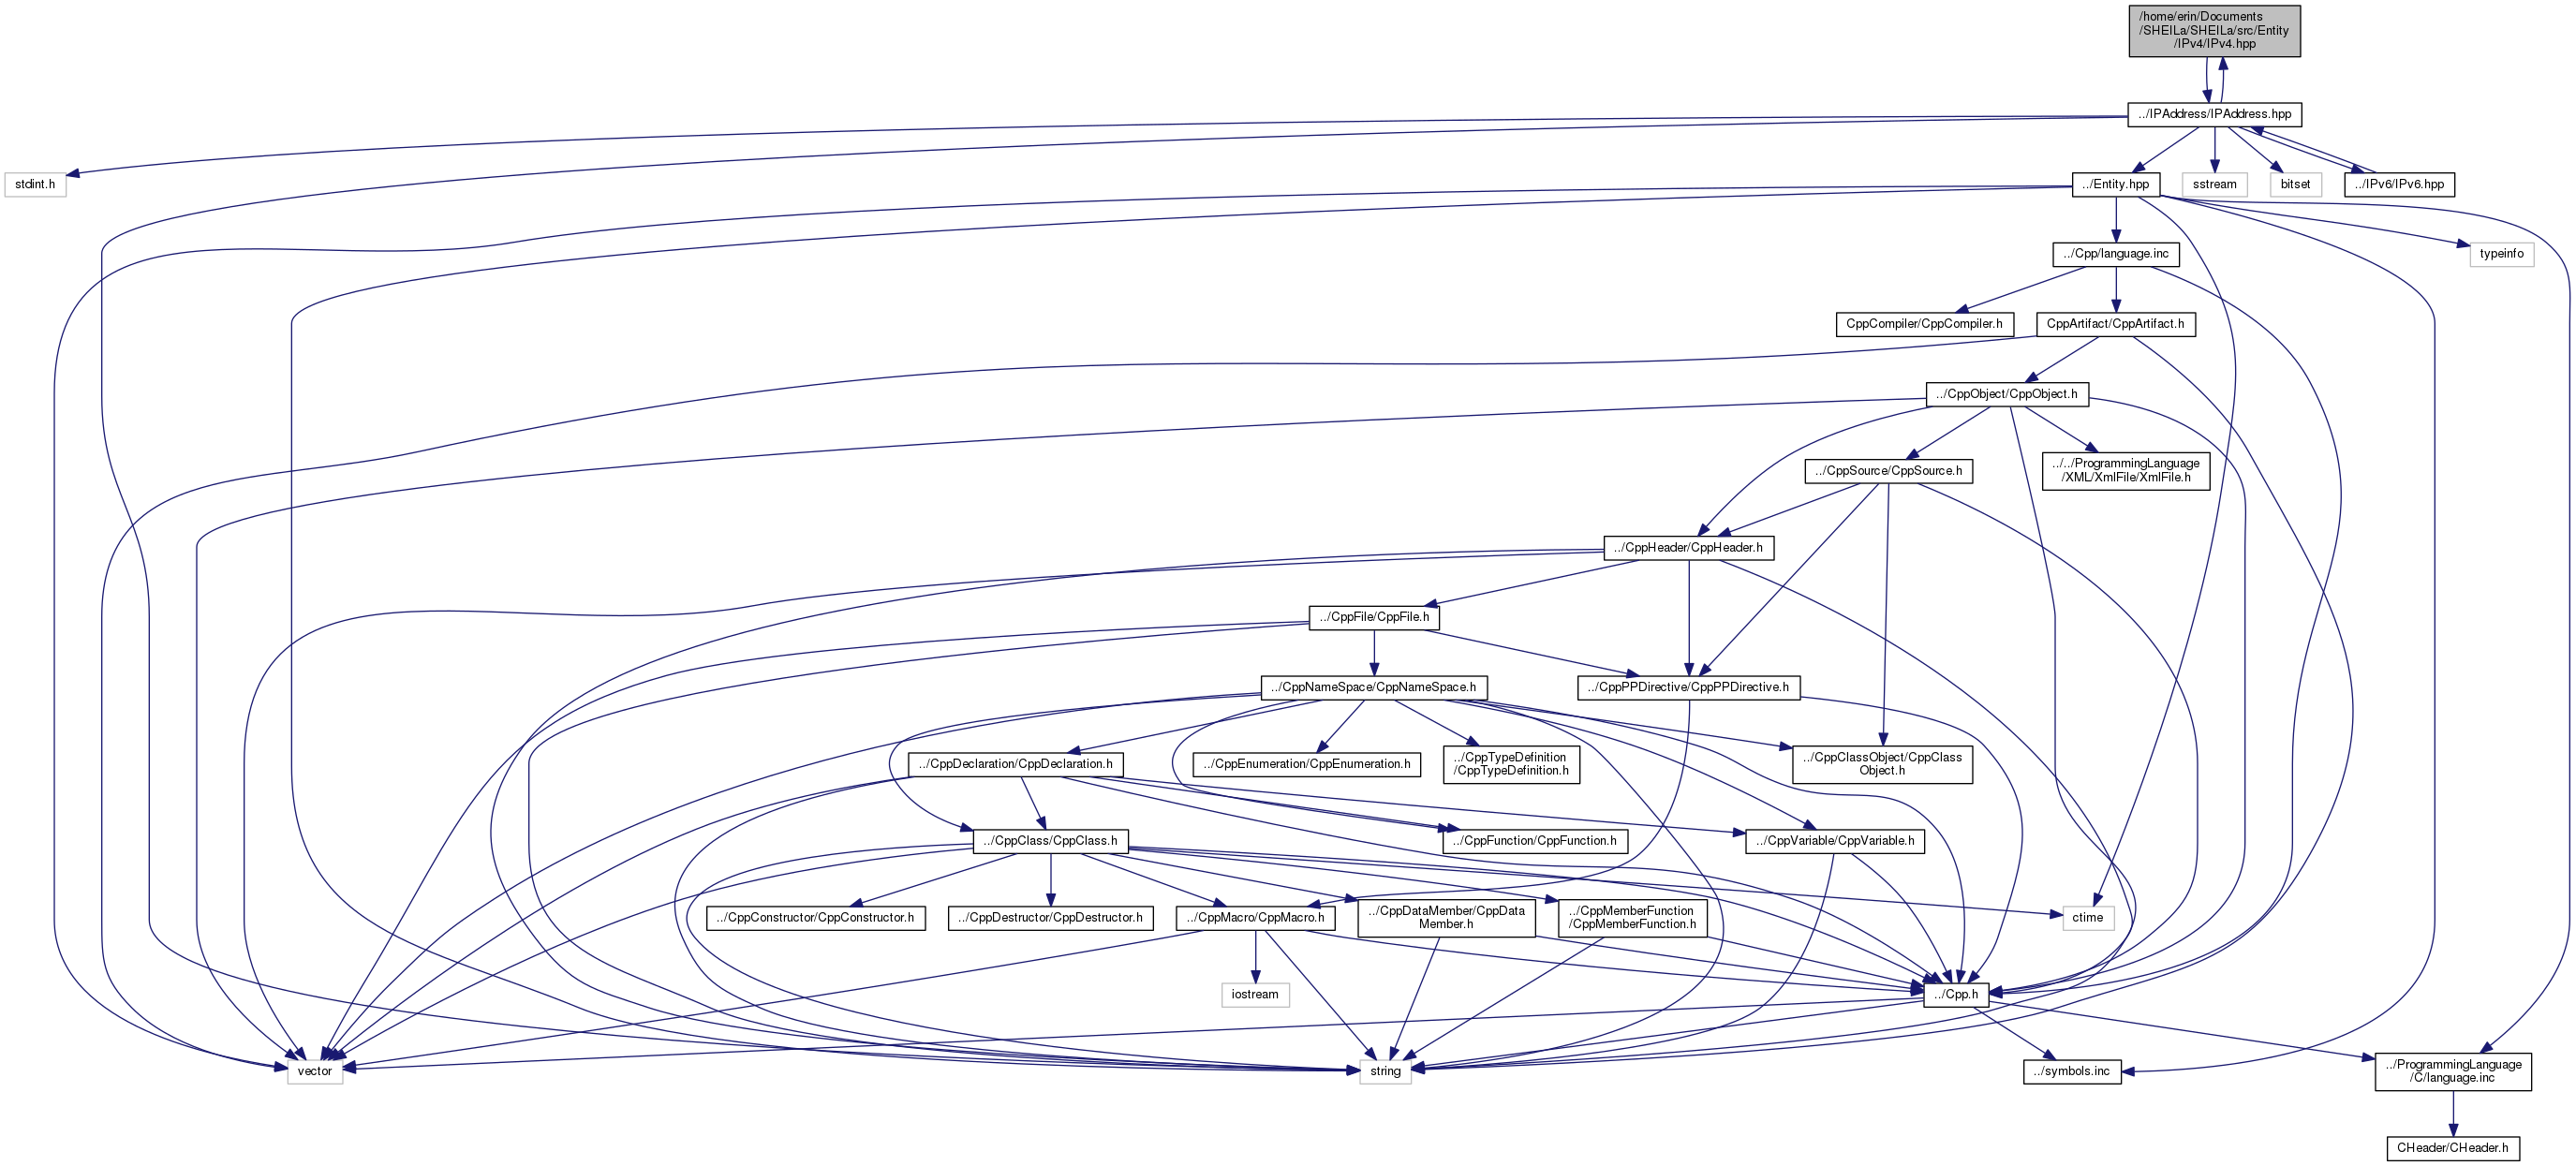 /home/erin/Documents
/SHEILa/SHEILa/src/Entity
/IPv4/IPv4.hpp
../IPAddress/IPAddress.hpp
stdint.h
../Entity.hpp
sstream
bitset
../IPv6/IPv6.hpp
../Cpp/language.inc
typeinfo
CppCompiler/CppCompiler.h
CppArtifact/CppArtifact.h
../CppObject/CppObject.h
../CppSource/CppSource.h
../../ProgrammingLanguage
/XML/XmlFile/XmlFile.h
../CppHeader/CppHeader.h
../CppFile/CppFile.h
../CppNameSpace/CppNameSpace.h
../CppPPDirective/CppPPDirective.h
../CppDeclaration/CppDeclaration.h
../CppEnumeration/CppEnumeration.h
../CppTypeDefinition
/CppTypeDefinition.h
../CppClassObject/CppClass
Object.h
../CppClass/CppClass.h
../CppFunction/CppFunction.h
../CppVariable/CppVariable.h
../CppConstructor/CppConstructor.h
../CppDestructor/CppDestructor.h
../CppMacro/CppMacro.h
../CppDataMember/CppData
Member.h
../CppMemberFunction
/CppMemberFunction.h
ctime
iostream
../Cpp.h
vector
string
../symbols.inc
../ProgrammingLanguage
/C/language.inc
CHeader/CHeader.h